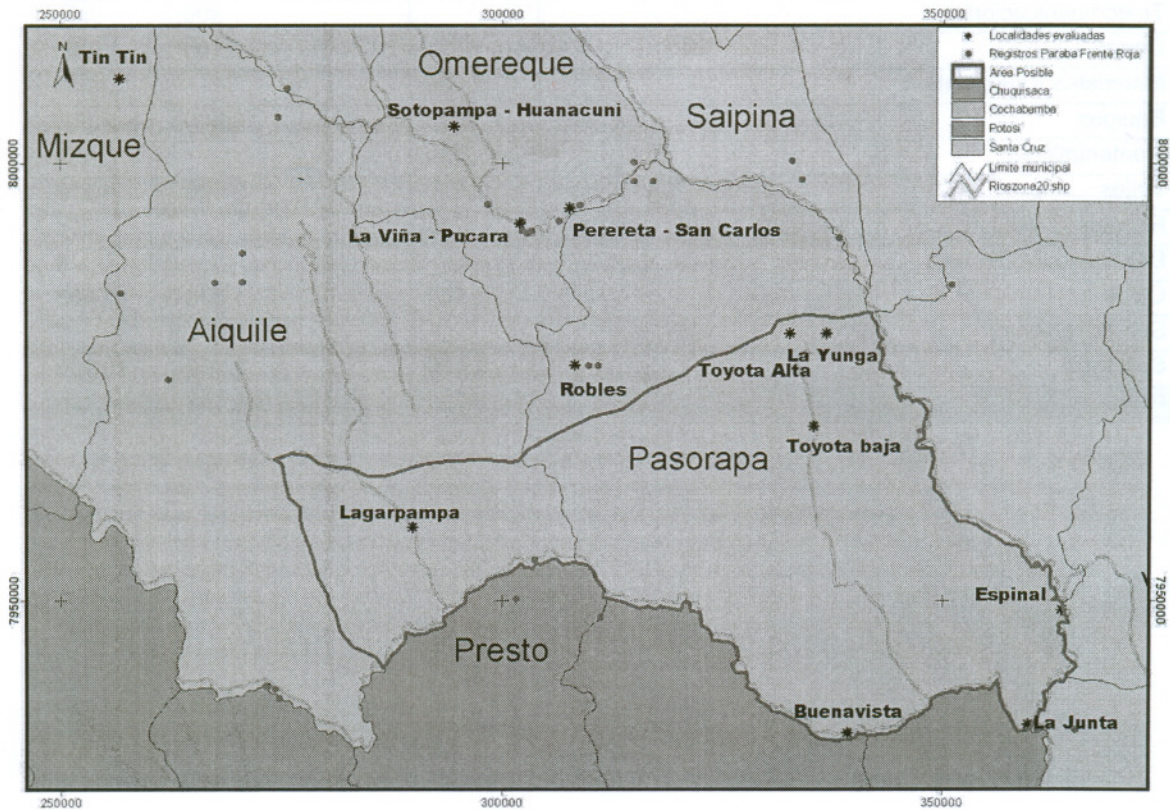 250000
300000
350000
N
Tin Tin
Omereque
Sotopampa - Huanacuni
Saipina
Mizque
8000000
8000000
La Viña - Pucara
Perereta - San Carlos
Aiquile
La Yunga
Toyota Alta
Robles
Toyota baja
Pasorapa
Lagarpampa
Espinal
7950000
7950000
Presto
Buenavista
La Junta
250000
300000
350000
Localidades evaluadas
Registros Paraba Frente Roja
Area Posible
Chuquisaca
Cochabamba
Potosi
Santa Cruz
Limite municipal
Rioszona20.shp